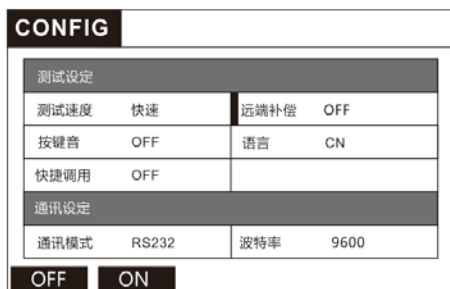 CONFIG
测试设定
测试速度 快速 远端补偿 OFF
按键音 OFF 语言 CN
快捷调用 OFF
通讯设定
通讯模式 RS232 波特率 9600
OFF ON